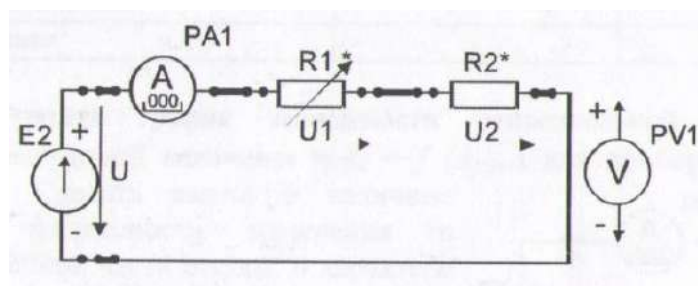 PA1
A
000
R1*
R2*
E2
+
U
-
U1
U2
+
V
-
PV1